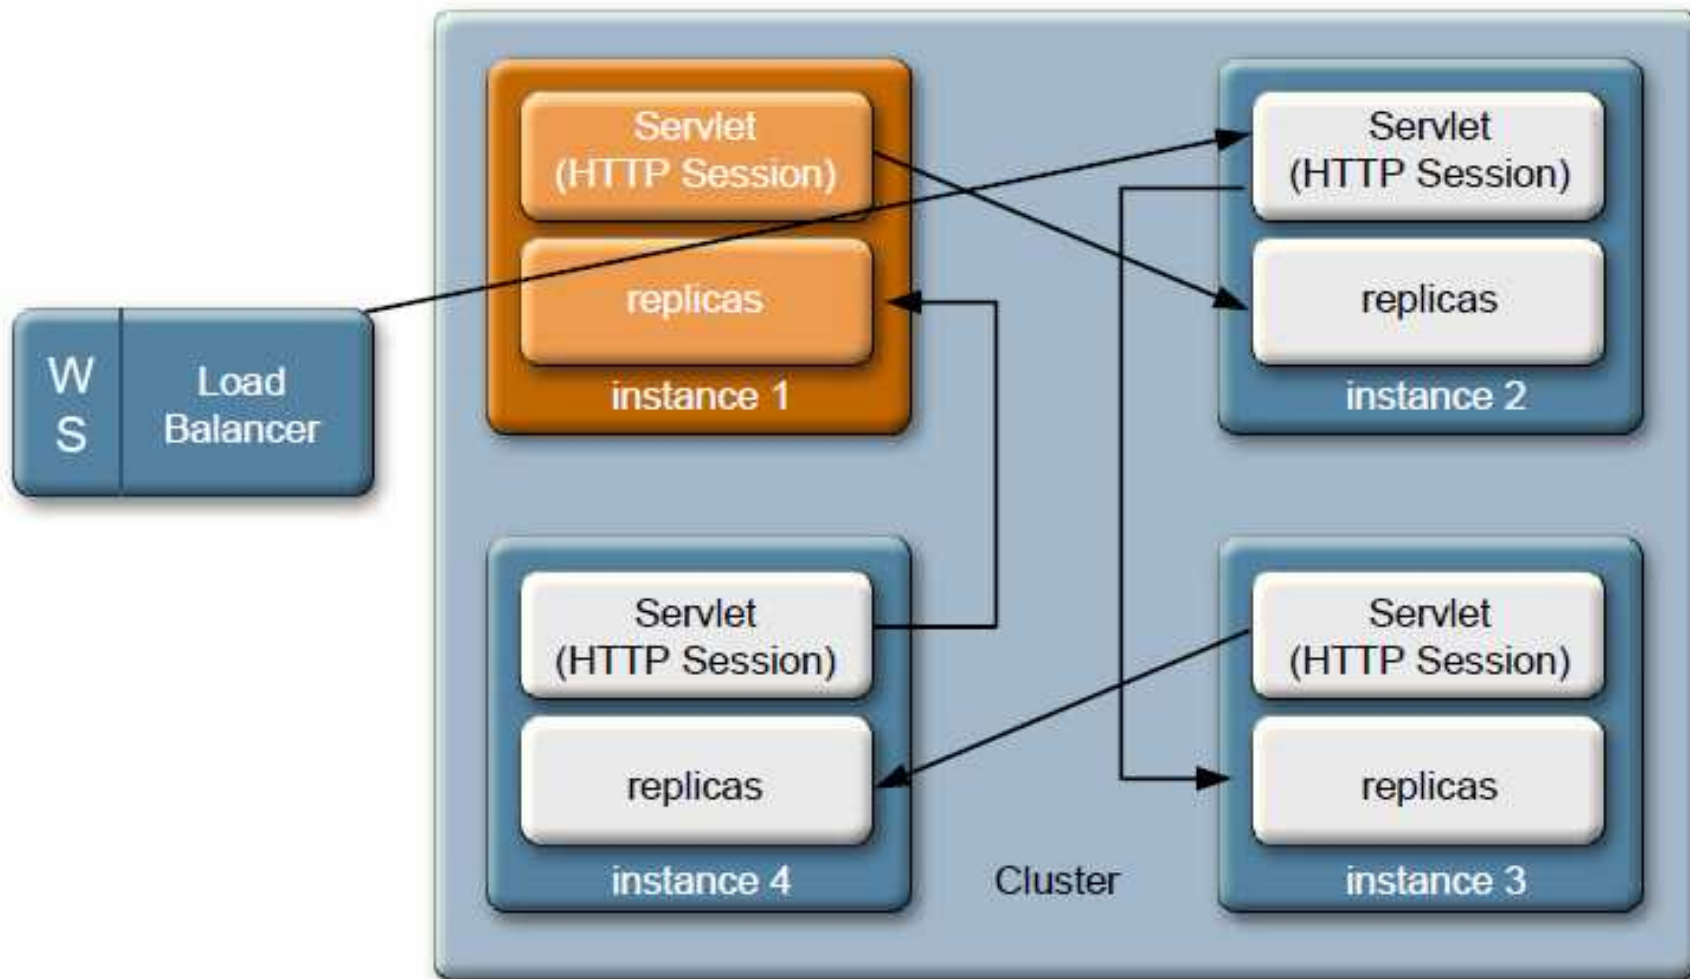 Servlet
(HTTP Session)
replicas
instance 1
Servlet
(HTTP Session)
replicas
instance 2
W
S
Load
Balancer
Servlet
(HTTP Session)
replicas
instance 4
Cluster
Servlet
(HTTP Session)
replicas
instance 3